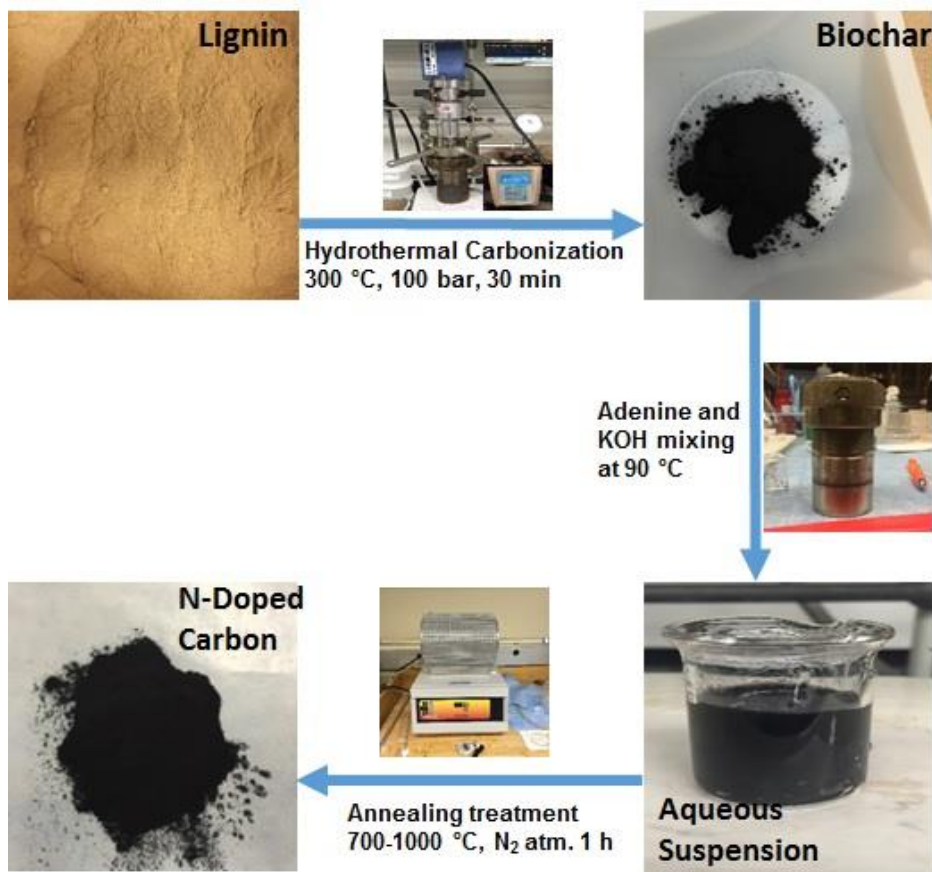 Lignin
Biochar
Hydrothermal Carbonization
300 °C, 100 bar, 30 min
Adenine and
KOH mixing
at 90 °C
N-Doped
Carbon
Annealing treatment
700-1000 °C, N₂ atm. 1 h
Aqueous
Suspension